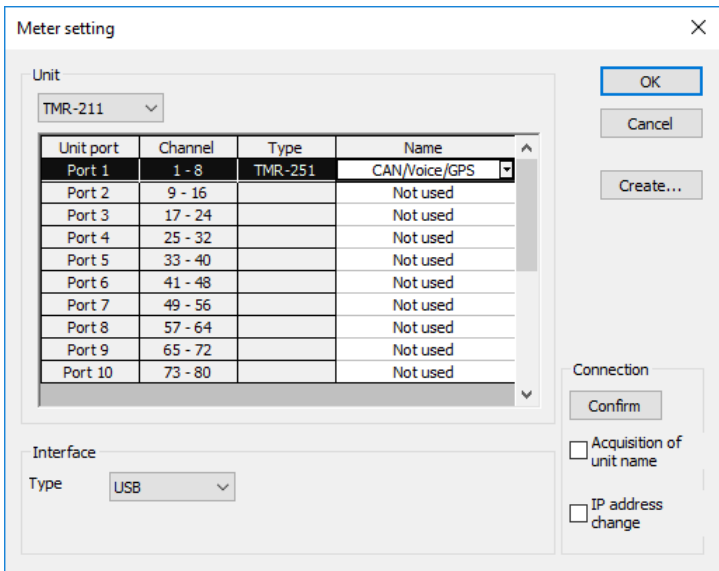 Meter setting
Unit
TMR-211
Unit port Channel Type Name
Port 1 1 - 8 TMR-251 CAN/Voice/GPS
Port 2 9 - 16 Not used
Port 3 17 - 24 Not used
Port 4 25 - 32 Not used
Port 5 33 - 40 Not used
Port 6 41 - 48 Not used
Port 7 49 - 56 Not used
Port 8 57 - 64 Not used
Port 9 65 - 72 Not used
Port 10 73 - 80 Not used
Interface
Type USB
OK
Cancel
Create...
Connection
Confirm
Acquisition of
unit name
IP address
change